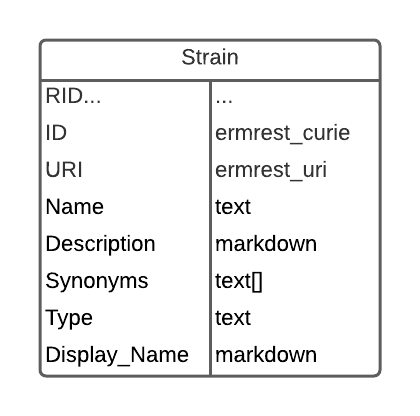 Strain
RID... ...
ID ermrest_curie
URI ermrest_uri
Name text
Description markdown
Synonyms text[]
Type text
Display_Name markdown